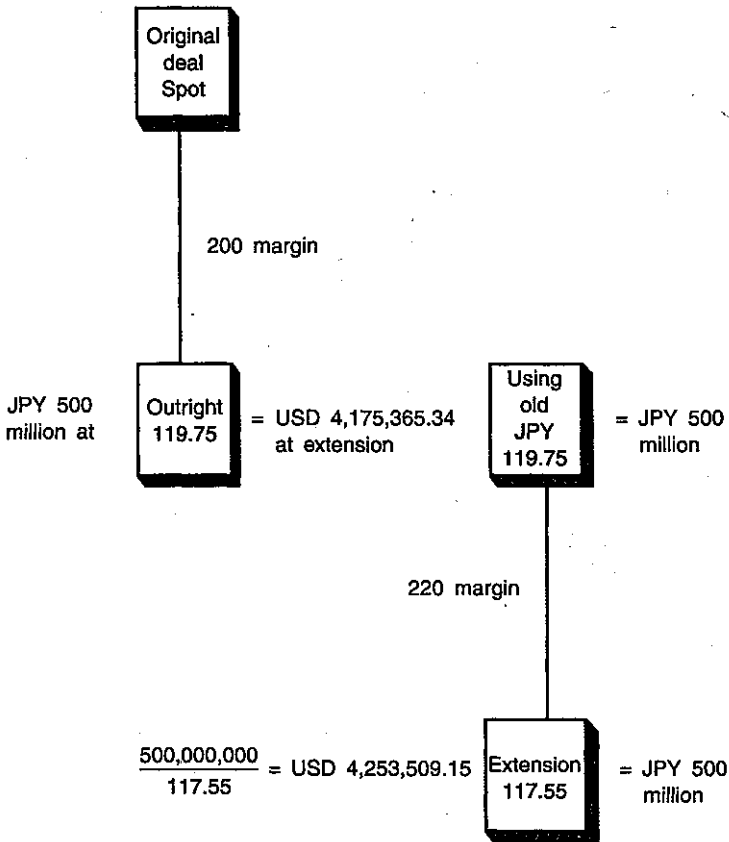 Original
deal
Spot
200 margin
JPY 500
million at
Outright
119.75
= USD 4,175,365.34
at extension
Using
old
JPY
119.75
= JPY 500
million
220 margin
500,000,000
117.55
= USD 4,253,509.15
Extension
117.55
= JPY 500
million